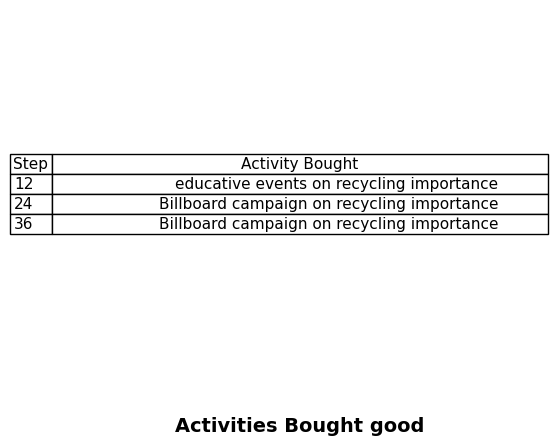 Step Activity Bought
12 educative events on recycling importance
24 Billboard campaign on recycling importance
36 Billboard campaign on recycling importance
Activities Bought good